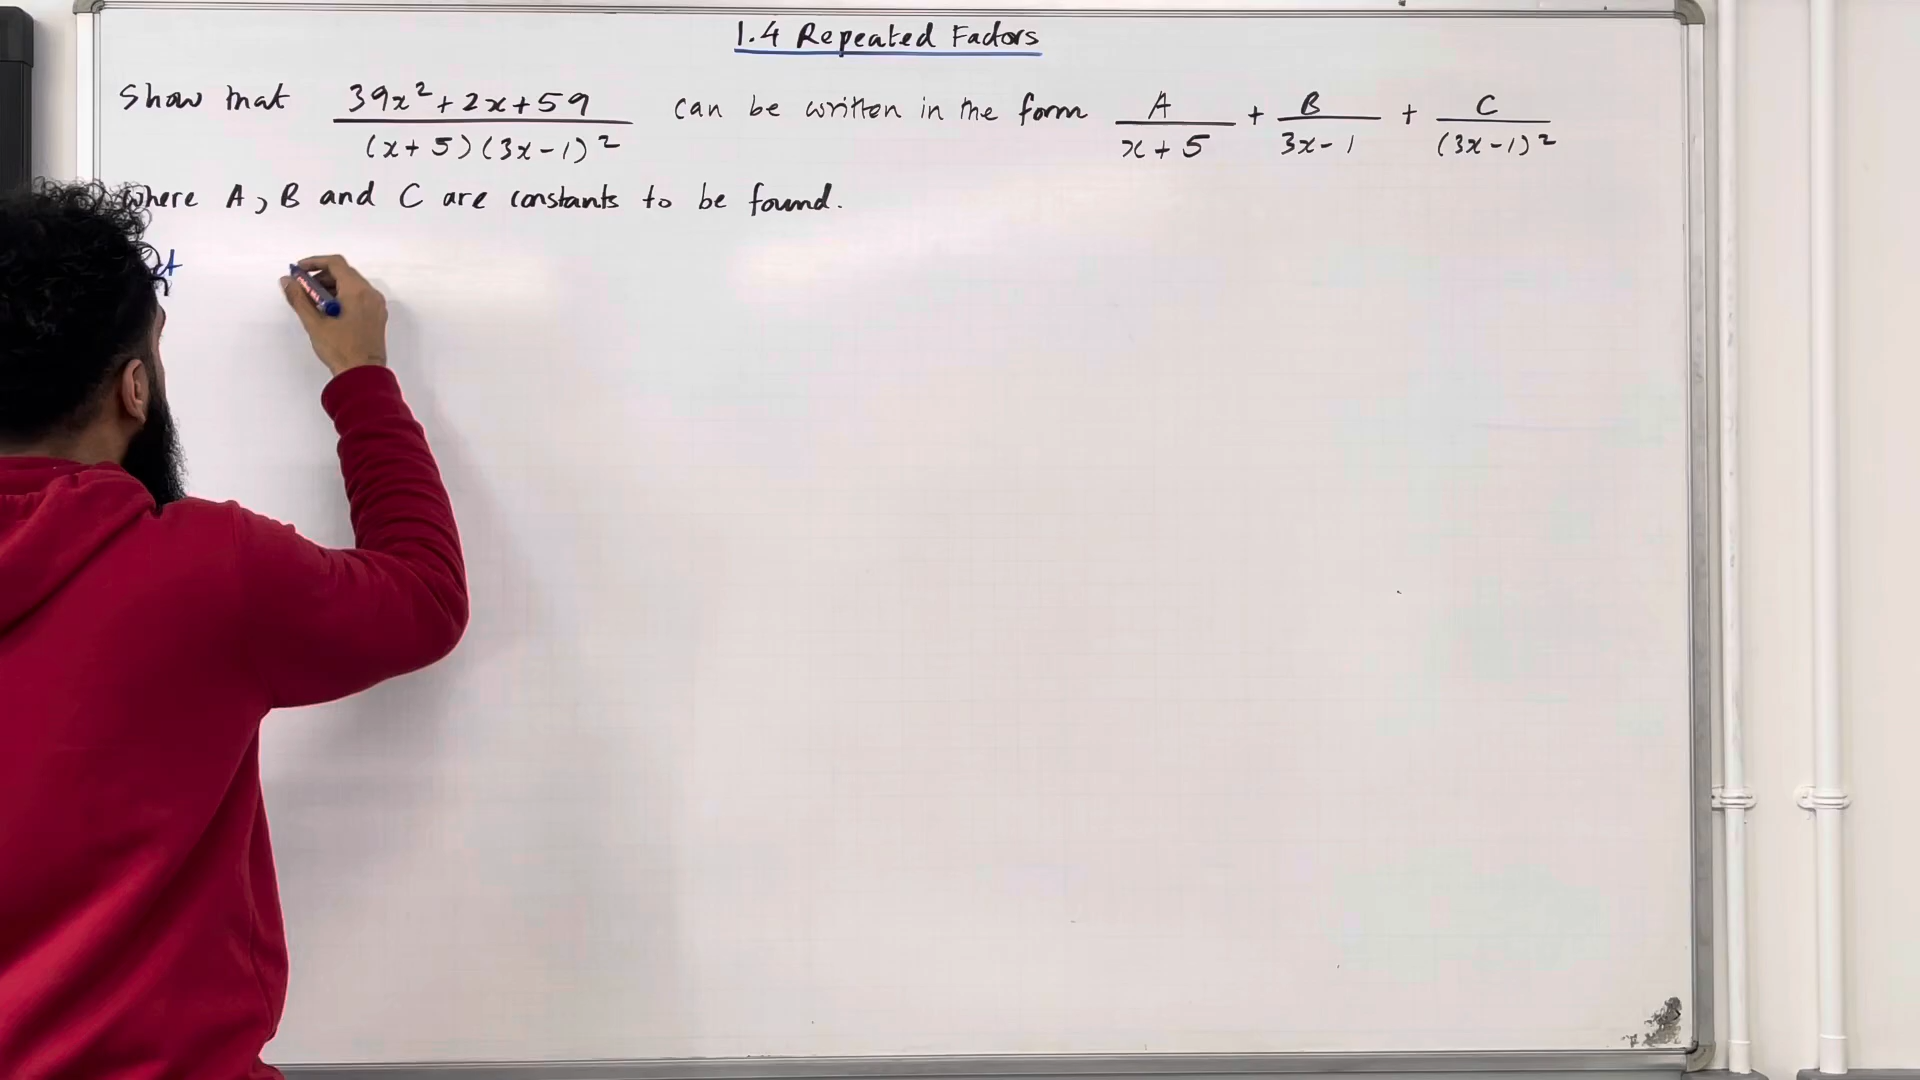 1.4 Repeated Factors
Show that (39x²+2x+59)/((x+5)(3x-1)²) can be written in the form A/(x+5) + B/(3x-1) + C/(3x-1)²
where A, B and C are constants to be found.